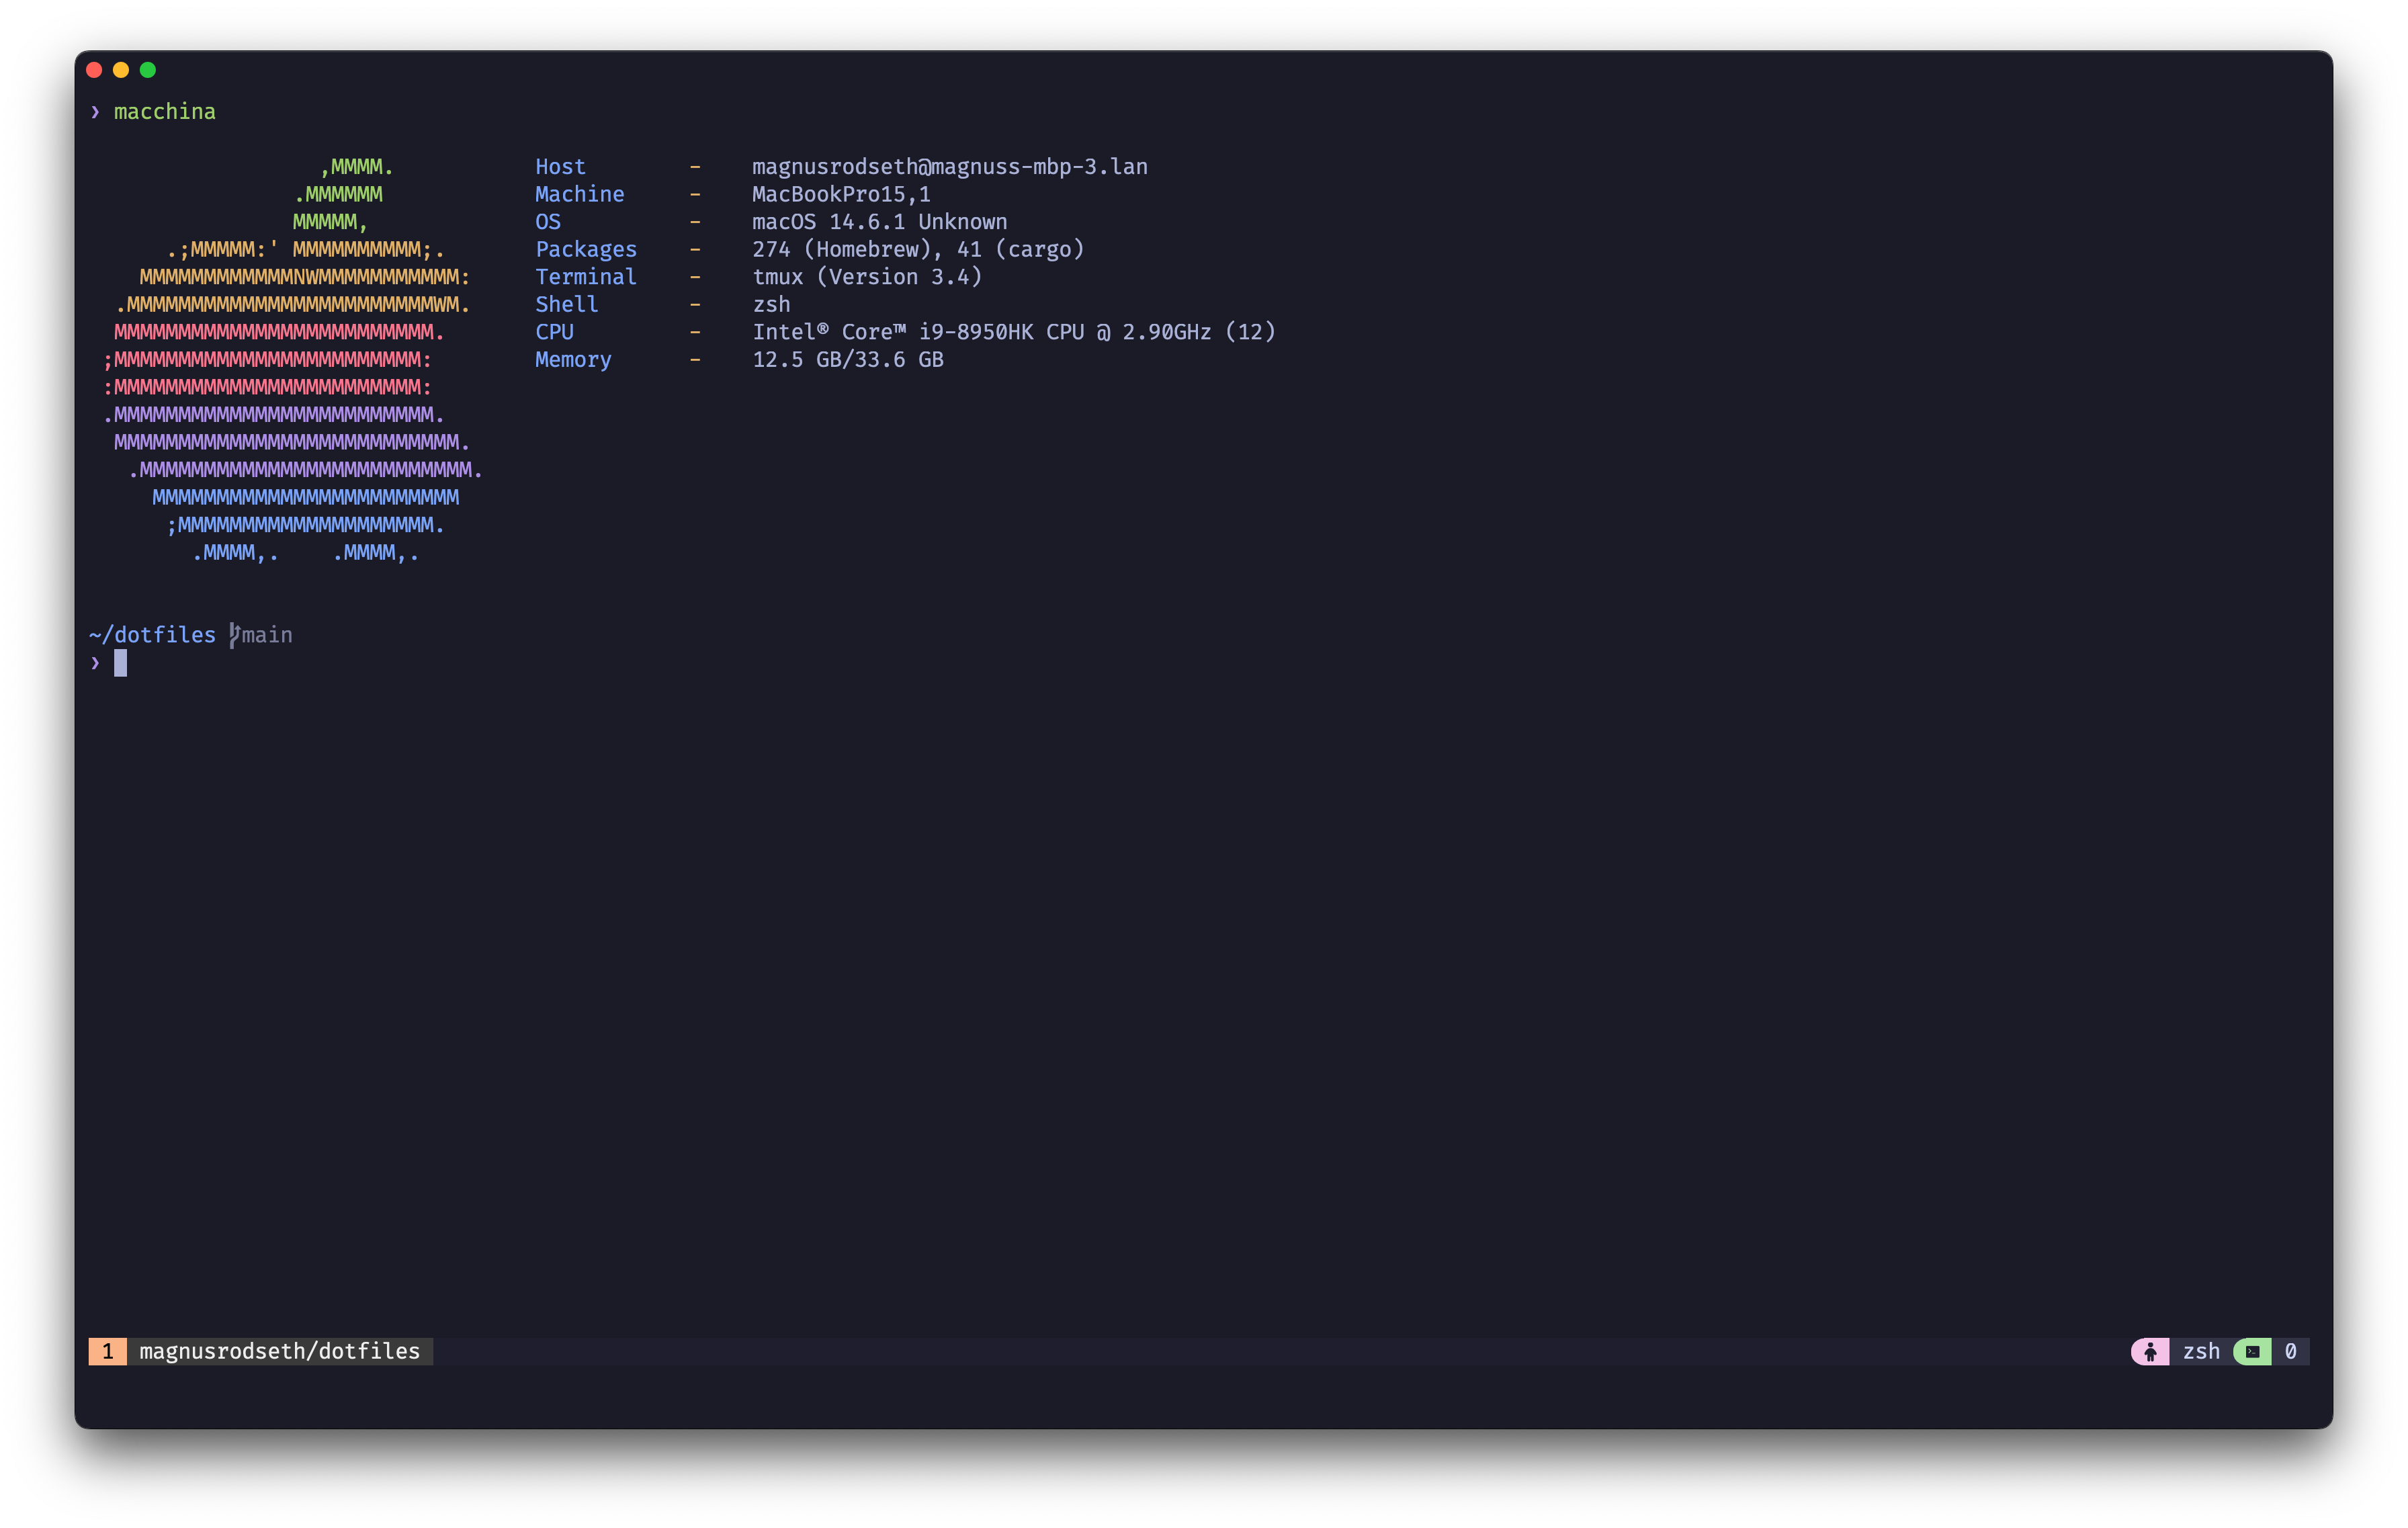 ❯ macchina
,MMMM. Host - magnusrodseth@magnuss-mbp-3.lan
.MMMMMM Machine - MacBookPro15,1
MMMMM, OS - macOS 14.6.1 Unknown
.;MMMMM:' MMMMMMMMMM;. Packages - 274 (Homebrew), 41 (cargo)
MMMMMMMMMMMMNWMMMMMMMMMMM: Terminal - tmux (Version 3.4)
.MMMMMMMMMMMMMMMMMMMMMMMMWM. Shell - zsh
MMMMMMMMMMMMMMMMMMMMMMMMM. CPU - Intel® Core™ i9-8950HK CPU @ 2.90GHz (12)
;MMMMMMMMMMMMMMMMMMMMMMMM: Memory - 12.5 GB/33.6 GB
:MMMMMMMMMMMMMMMMMMMMMMMM:
.MMMMMMMMMMMMMMMMMMMMMMMMM.
MMMMMMMMMMMMMMMMMMMMMMMMMMM.
.MMMMMMMMMMMMMMMMMMMMMMMMMM.
MMMMMMMMMMMMMMMMMMMMMMMM
;MMMMMMMMMMMMMMMMMMMM.
.MMMM,. .MMMM,.
~/dotfiles main
❯
1 magnusrodseth/dotfiles zsh 0